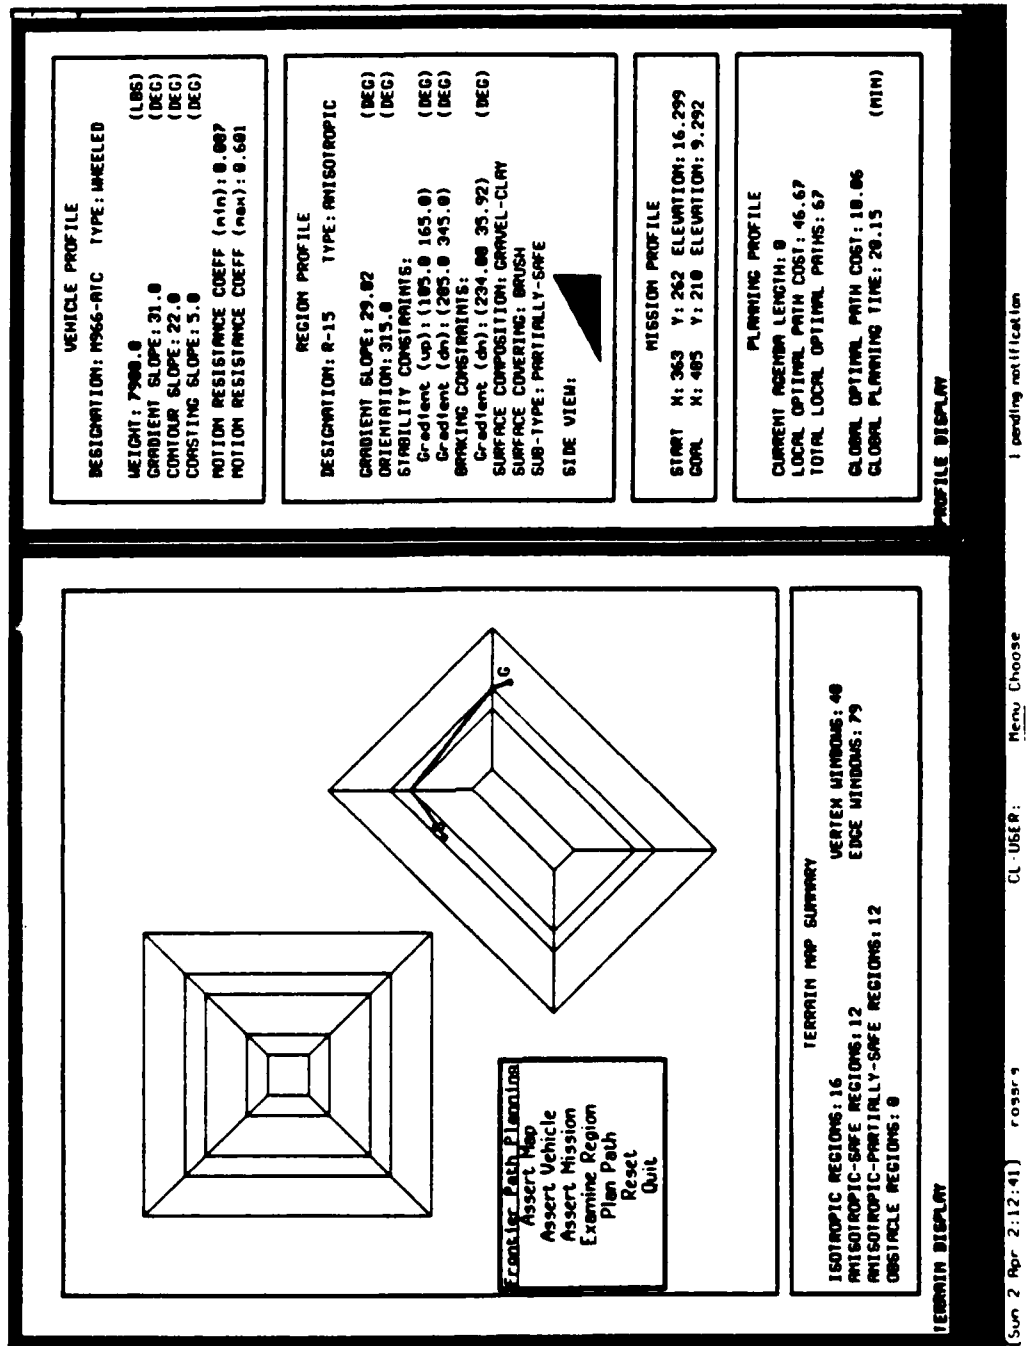 Frontier Path Planning
Assert Map
Assert Vehicle
Assert Mission
Examine Region
Plan Path
Reset
Quit
S
G
TERRAIN MAP SUMMARY
ISOTROPIC REGIONS: 16 VERTEX WINDOWS: 40
ANISOTROPIC-SAFE REGIONS: 12 EDGE WINDOWS: 79
ANISOTROPIC-PARTIALLY-SAFE REGIONS: 12
OBSTACLE REGIONS: 0
TERRAIN DISPLAY
VEHICLE PROFILE
DESIGNATION: M966-ATC TYPE: WHEELED
WEIGHT: 7900.0 (LBS)
GRADIENT SLOPE: 31.0 (DEG)
CONTOUR SLOPE: 22.0 (DEG)
COASTING SLOPE: 5.0 (DEG)
MOTION RESISTANCE COEFF (min): 0.087
MOTION RESISTANCE COEFF (max): 0.601
REGION PROFILE
DESIGNATION: R-15 TYPE: ANISOTROPIC
GRADIENT SLOPE: 29.02 (DEG)
ORIENTATION: 315.0 (DEG)
STABILITY CONSTRAINTS:
Gradient (up): (105.0 165.0) (DEG)
Gradient (dn): (285.0 345.0) (DEG)
BRAKING CONSTRAINTS:
Gradient (dn): (234.08 35.92) (DEG)
SURFACE COMPOSITION: GRAVEL-CLAY
SURFACE COVERING: BRUSH
SUB-TYPE: PARTIALLY-SAFE
SIDE VIEW:
MISSION PROFILE
START X: 363 Y: 262 ELEVATION: 16.299
GOAL X: 485 Y: 210 ELEVATION: 9.292
PLANNING PROFILE
CURRENT AGENDA LENGTH: 0
LOCAL OPTIMAL PATH COST: 46.67
TOTAL LOCAL OPTIMAL PATHS: 67
GLOBAL OPTIMAL PATH COST: 18.06
GLOBAL PLANNING TIME: 20.15 (MIN)
PROFILE DISPLAY
[Sun 2 Apr 2:12:41] rossrs CL-USER: Menu Choose 1 pending notification